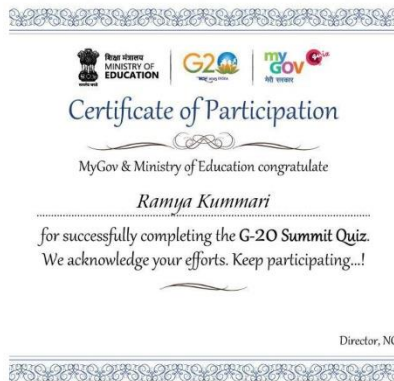 शिक्षा मंत्रालय
MINISTRY OF
EDUCATION
G20
my
GOV
मेरी सरकार
Certificate of Participation
MyGov & Ministry of Education congratulate
Ramya Kummari
for successfully completing the G-20 Summit Quiz.
We acknowledge your efforts. Keep participating...!
Director, NC